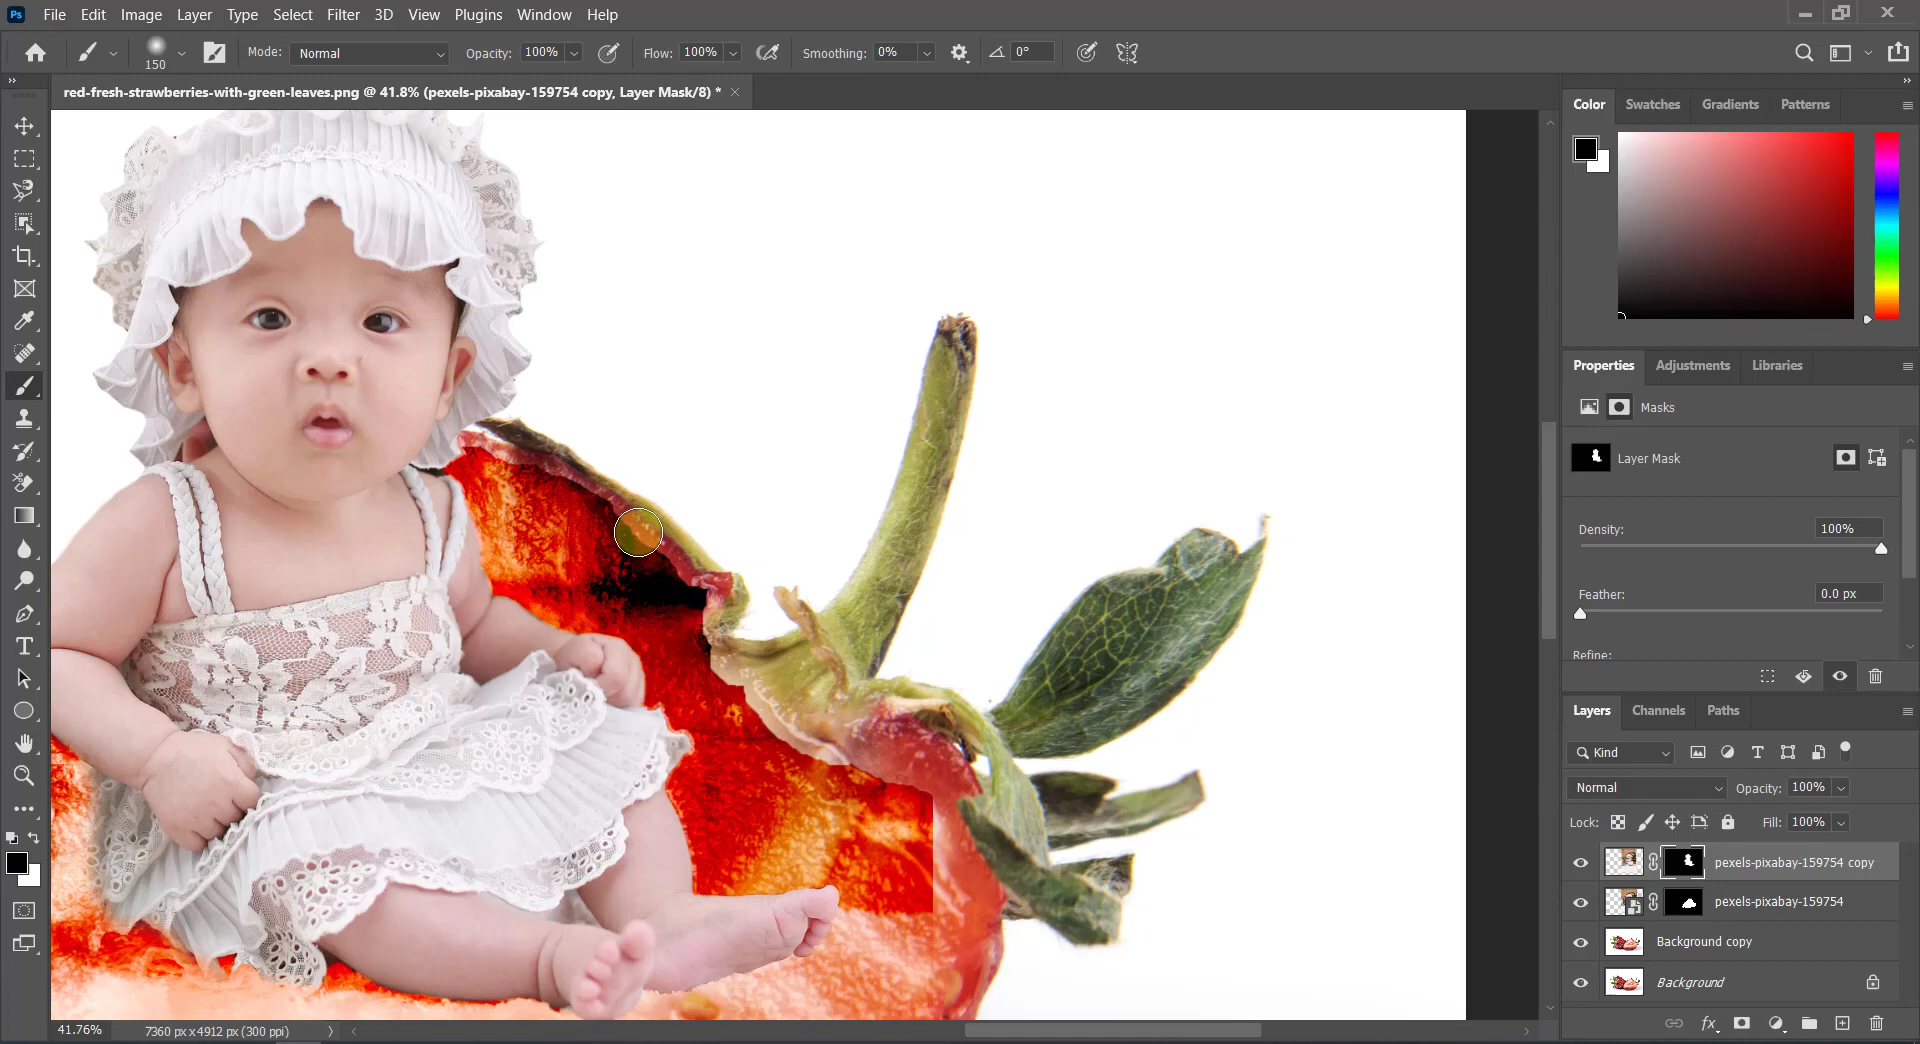 Ps File Edit Image Layer Type Select Filter 3D View Plugins Window Help
150 Mode: Normal Opacity: 100% Flow: 100% Smoothing: 0% 0°
red-fresh-strawberries-with-green-leaves.png @ 41.8% (pexels-pixabay-159754 copy, Layer Mask/8) *
Color Swatches Gradients Patterns
Properties Adjustments Libraries
Masks
Layer Mask
Density: 100%
Feather: 0.0 px
Refine:
Layers Channels Paths
Kind
Normal Opacity: 100%
Lock: Fill: 100%
pexels-pixabay-159754 copy
pexels-pixabay-159754
Background copy
Background
fx
41.76% 7360 px x 4912 px (300 ppi)